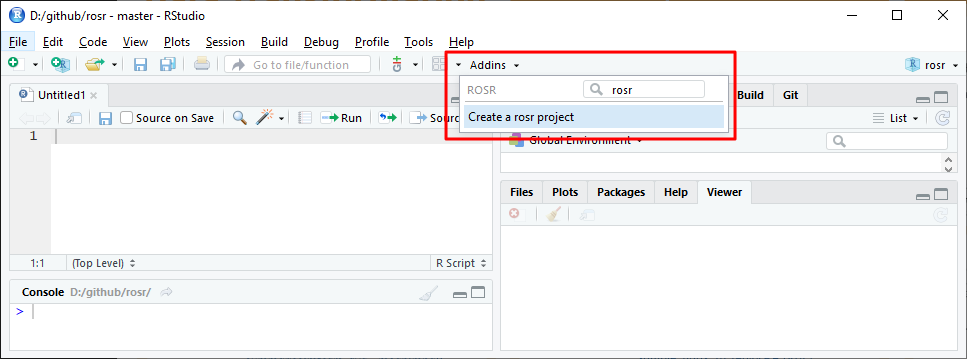 D:/github/rosr - master - RStudio
File Edit Code View Plots Session Build Debug Profile Tools Help
Go to file/function Addins rosr
ROSR rosr
Create a rosr project
Untitled1 Build Git
Source on Save Run Sour List
1 Global Environment
Files Plots Packages Help Viewer
1:1 (Top Level) R Script
Console D:/github/rosr/
>